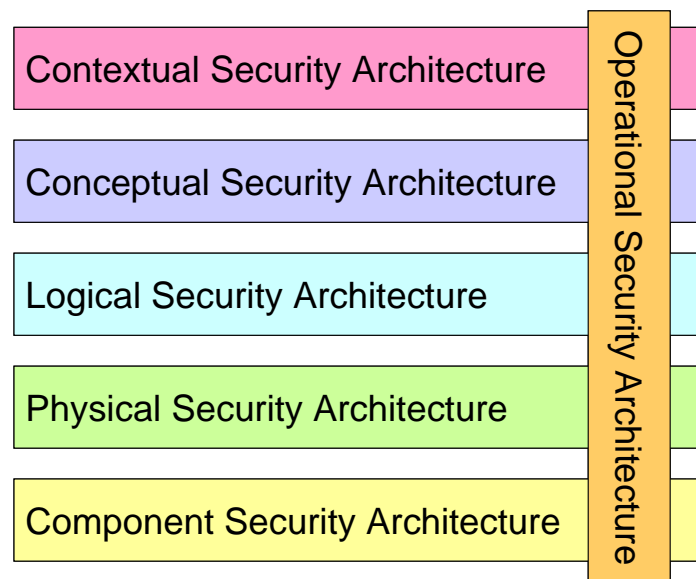 Contextual Security Architecture
Conceptual Security Architecture
Logical Security Architecture
Physical Security Architecture
Component Security Architecture
Operational Security Architecture